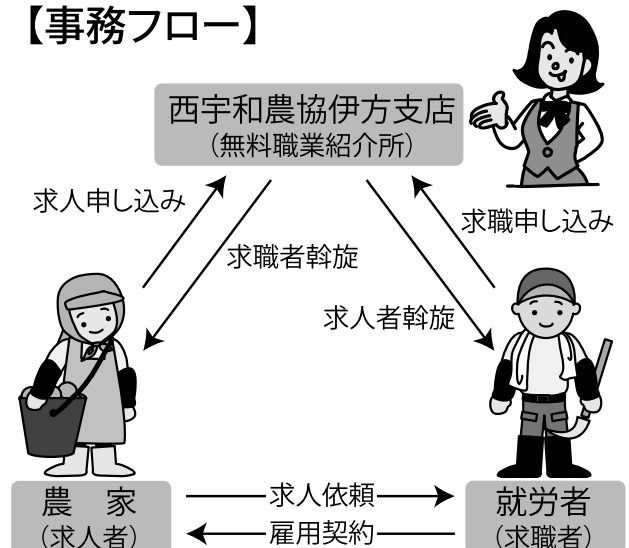 【事務フロー】
西宇和農協伊方支店
（無料職業紹介所）
求人申し込み
求職申し込み
求職者斡旋
求人者斡旋
求人依頼
雇用契約
農　家
（求人者）
就労者
（求職者）